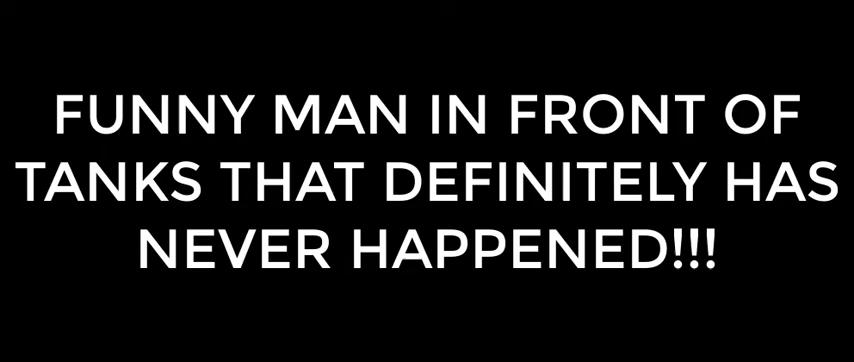 FUNNY MAN IN FRONT OF
TANKS THAT DEFINITELY HAS
NEVER HAPPENED!!!